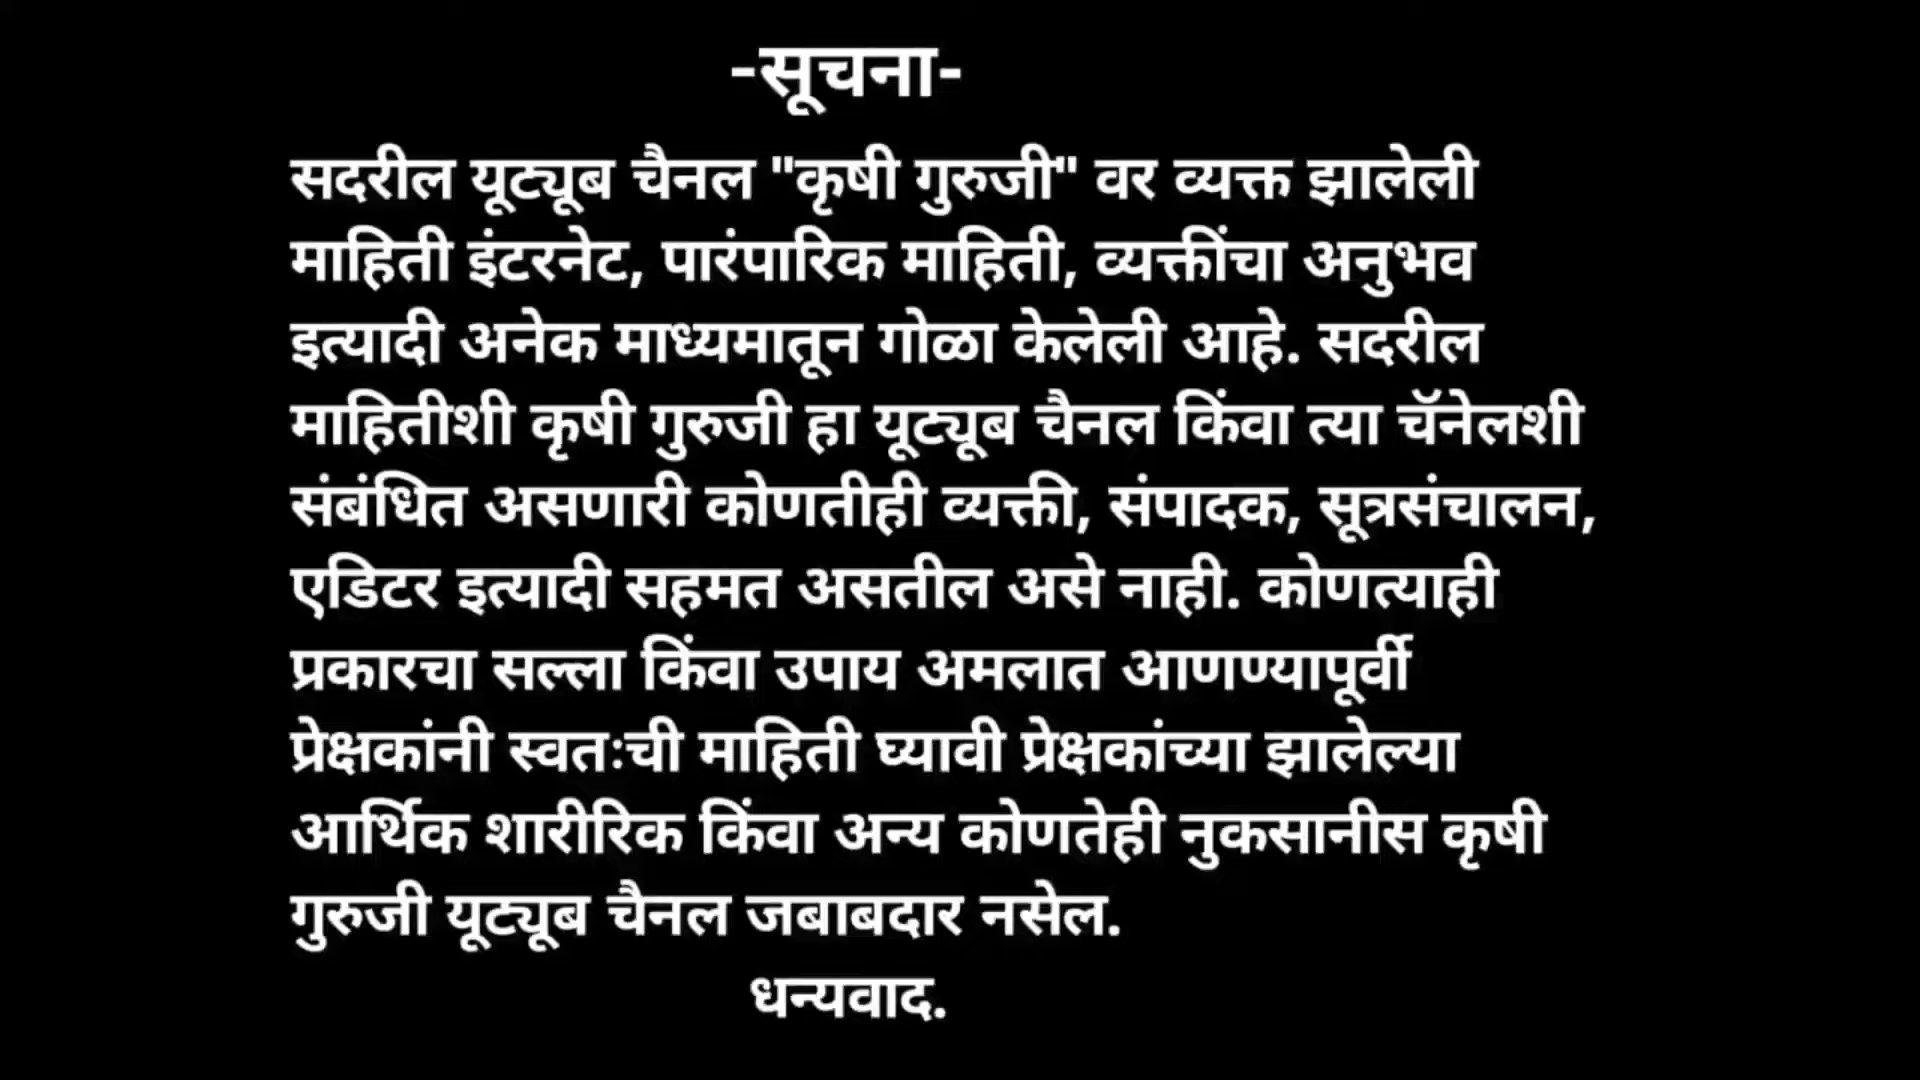 -सूचना-
सदरील यूट्यूब चैनल "कृषी गुरुजी" वर व्यक्त झालेली
माहिती इंटरनेट, पारंपारिक माहिती, व्यक्तींचा अनुभव
इत्यादी अनेक माध्यमातून गोळा केलेली आहे. सदरील
माहितीशी कृषी गुरुजी हा यूट्यूब चैनल किंवा त्या चॅनेलशी
संबंधित असणारी कोणतीही व्यक्ती, संपादक, सूत्रसंचालन,
एडिटर इत्यादी सहमत असतील असे नाही. कोणत्याही
प्रकारचा सल्ला किंवा उपाय अमलात आणण्यापूर्वी
प्रेक्षकांनी स्वतःची माहिती घ्यावी प्रेक्षकांच्या झालेल्या
आर्थिक शारीरिक किंवा अन्य कोणतेही नुकसानीस कृषी
गुरुजी यूट्यूब चैनल जबाबदार नसेल.
धन्यवाद.